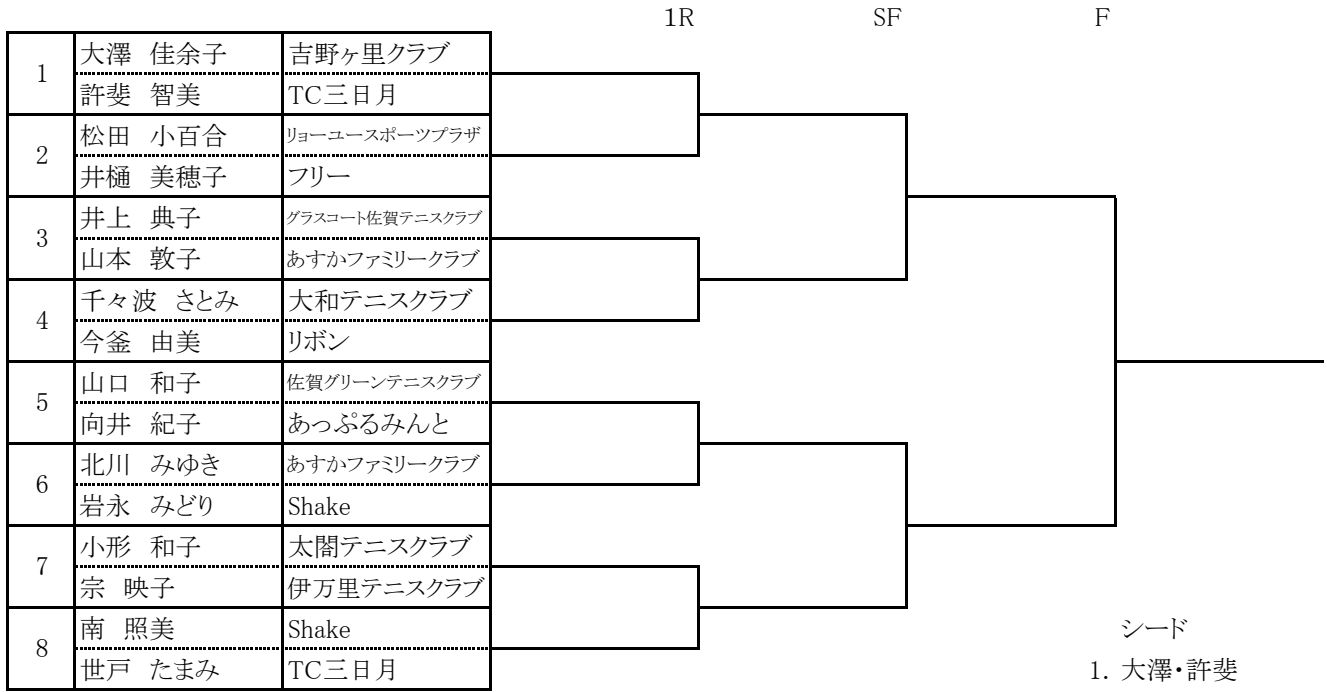 1R SF F
1 大澤 佳余子 吉野ヶ里クラブ
許斐 智美 TC三日月
2 松田 小百合 リョーユースポーツプラザ
井樋 美穂子 フリー
3 井上 典子 グラスコート佐賀テニスクラブ
山本 敦子 あすかファミリークラブ
4 千々波 さとみ 大和テニスクラブ
今釜 由美 リボン
5 山口 和子 佐賀グリーンテニスクラブ
向井 紀子 あっぷるみんと
6 北川 みゆき あすかファミリークラブ
岩永 みどり Shake
7 小形 和子 太閤テニスクラブ
宗 映子 伊万里テニスクラブ
8 南 照美 Shake
世戸 たまみ TC三日月
シード
1. 大澤・許斐